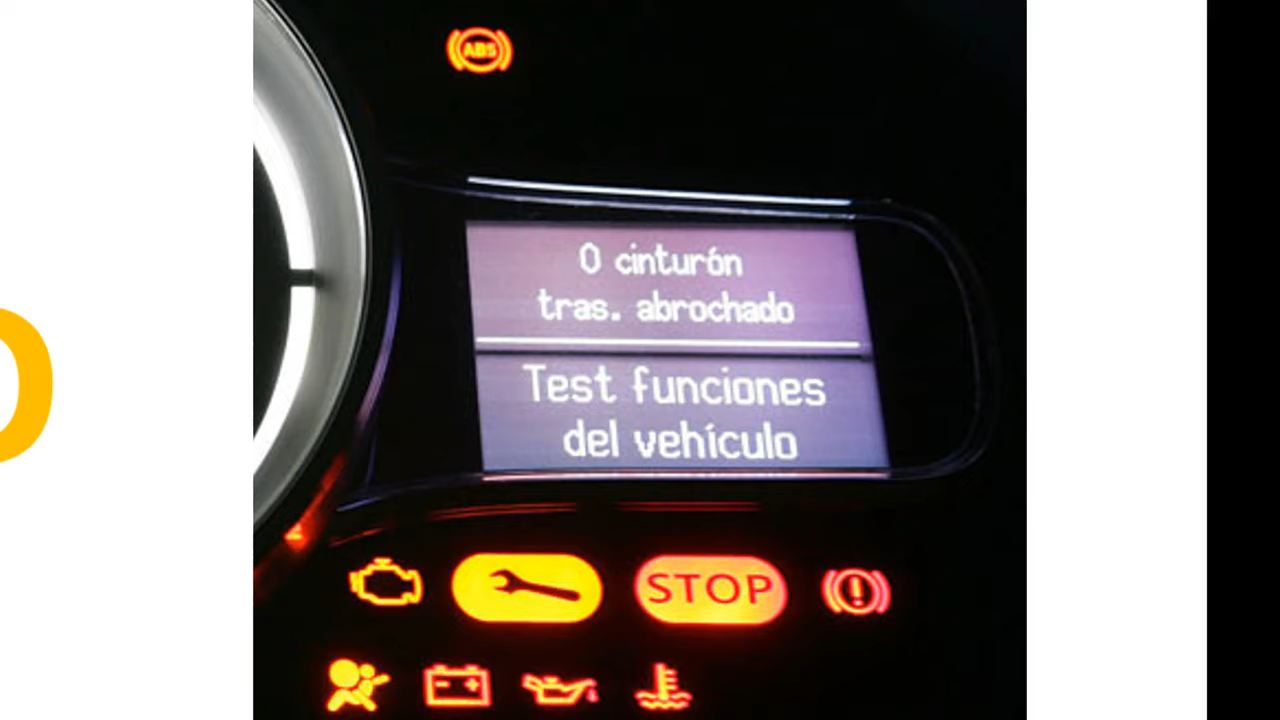 ABS
0 cinturón
tras. abrochado
Test funciones
del vehículo
STOP